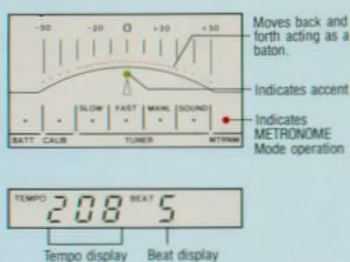 -50 -20 0 +20 +50
Moves back and
forth acting as a
baton.
Indicates accent
SLOW FAST MANL SOUND
Indicates
METRONOME
Mode operation
BATT CALIB TUNER MTRNM
TEMPO 208 BEAT 5
Tempo display Beat display